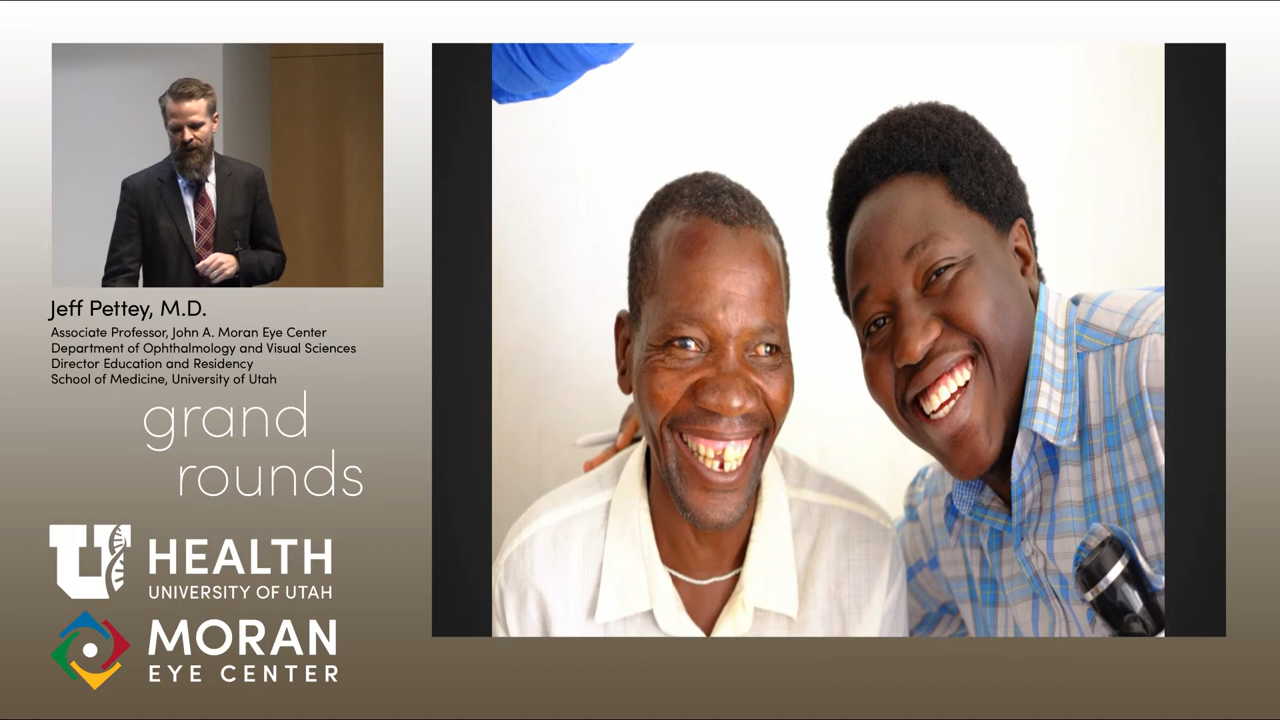 Jeff Pettey, M.D.
Associate Professor, John A. Moran Eye Center
Department of Ophthalmology and Visual Sciences
Director Education and Residency
School of Medicine, University of Utah
grand
rounds
U
HEALTH
UNIVERSITY OF UTAH
MORAN
EYE CENTER